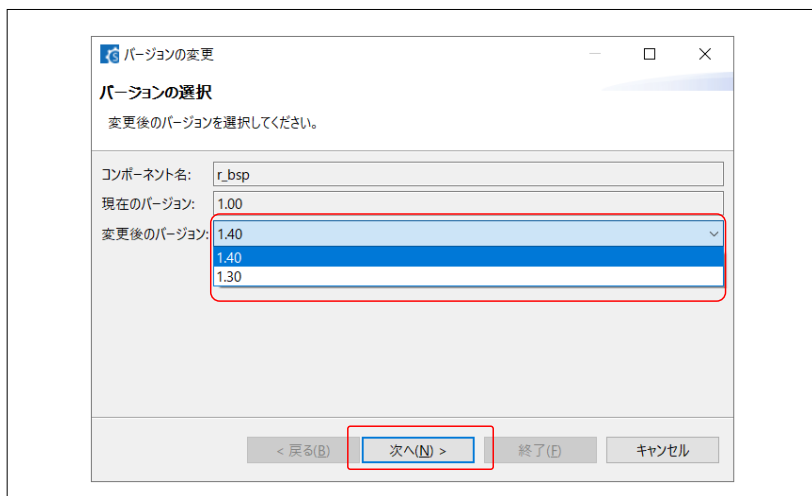 バージョンの変更
バージョンの選択
変更後のバージョンを選択してください。
コンポーネント名: r_bsp
現在のバージョン: 1.00
変更後のバージョン: 1.40
1.40
1.30
< 戻る(B) 次へ(N) > 終了(F) キャンセル